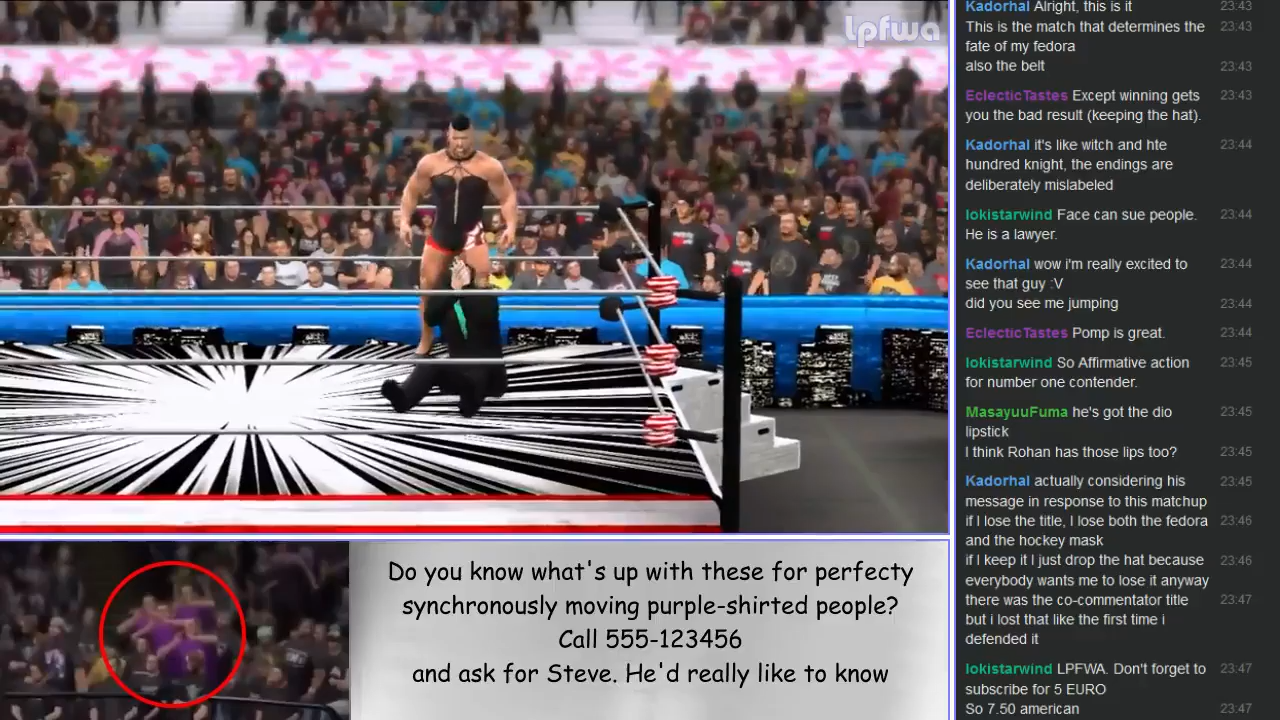 lpfwa
Kadorhal Alright, this is it 23:43
This is the match that determines the 23:43
fate of my fedora
also the belt 23:43
EclecticTastes Except winning gets 23:43
you the bad result (keeping the hat).
Kadorhal it's like witch and hte 23:44
hundred knight, the endings are
deliberately mislabeled
lokistarwind Face can sue people. 23:44
He is a lawyer.
Kadorhal wow i'm really excited to 23:44
see that guy :V
did you see me jumping 23:44
EclecticTastes Pomp is great. 23:44
lokistarwind So Affirmative action 23:45
for number one contender.
MasayuuFuma he's got the dio 23:45
lipstick
I think Rohan has those lips too? 23:45
Kadorhal actually considering his 23:45
message in response to this matchup
if I lose the title, I lose both the fedora 23:46
and the hockey mask
if I keep it I just drop the hat because 23:46
everybody wants me to lose it anyway
there was the co-commentator title 23:47
but i lost that like the first time i
defended it
lokistarwind LPFWA. Don't forget to 23:47
subscribe for 5 EURO
So 7.50 american 23:47
Do you know what's up with these for perfecty
synchronously moving purple-shirted people?
Call 555-123456
and ask for Steve. He'd really like to know